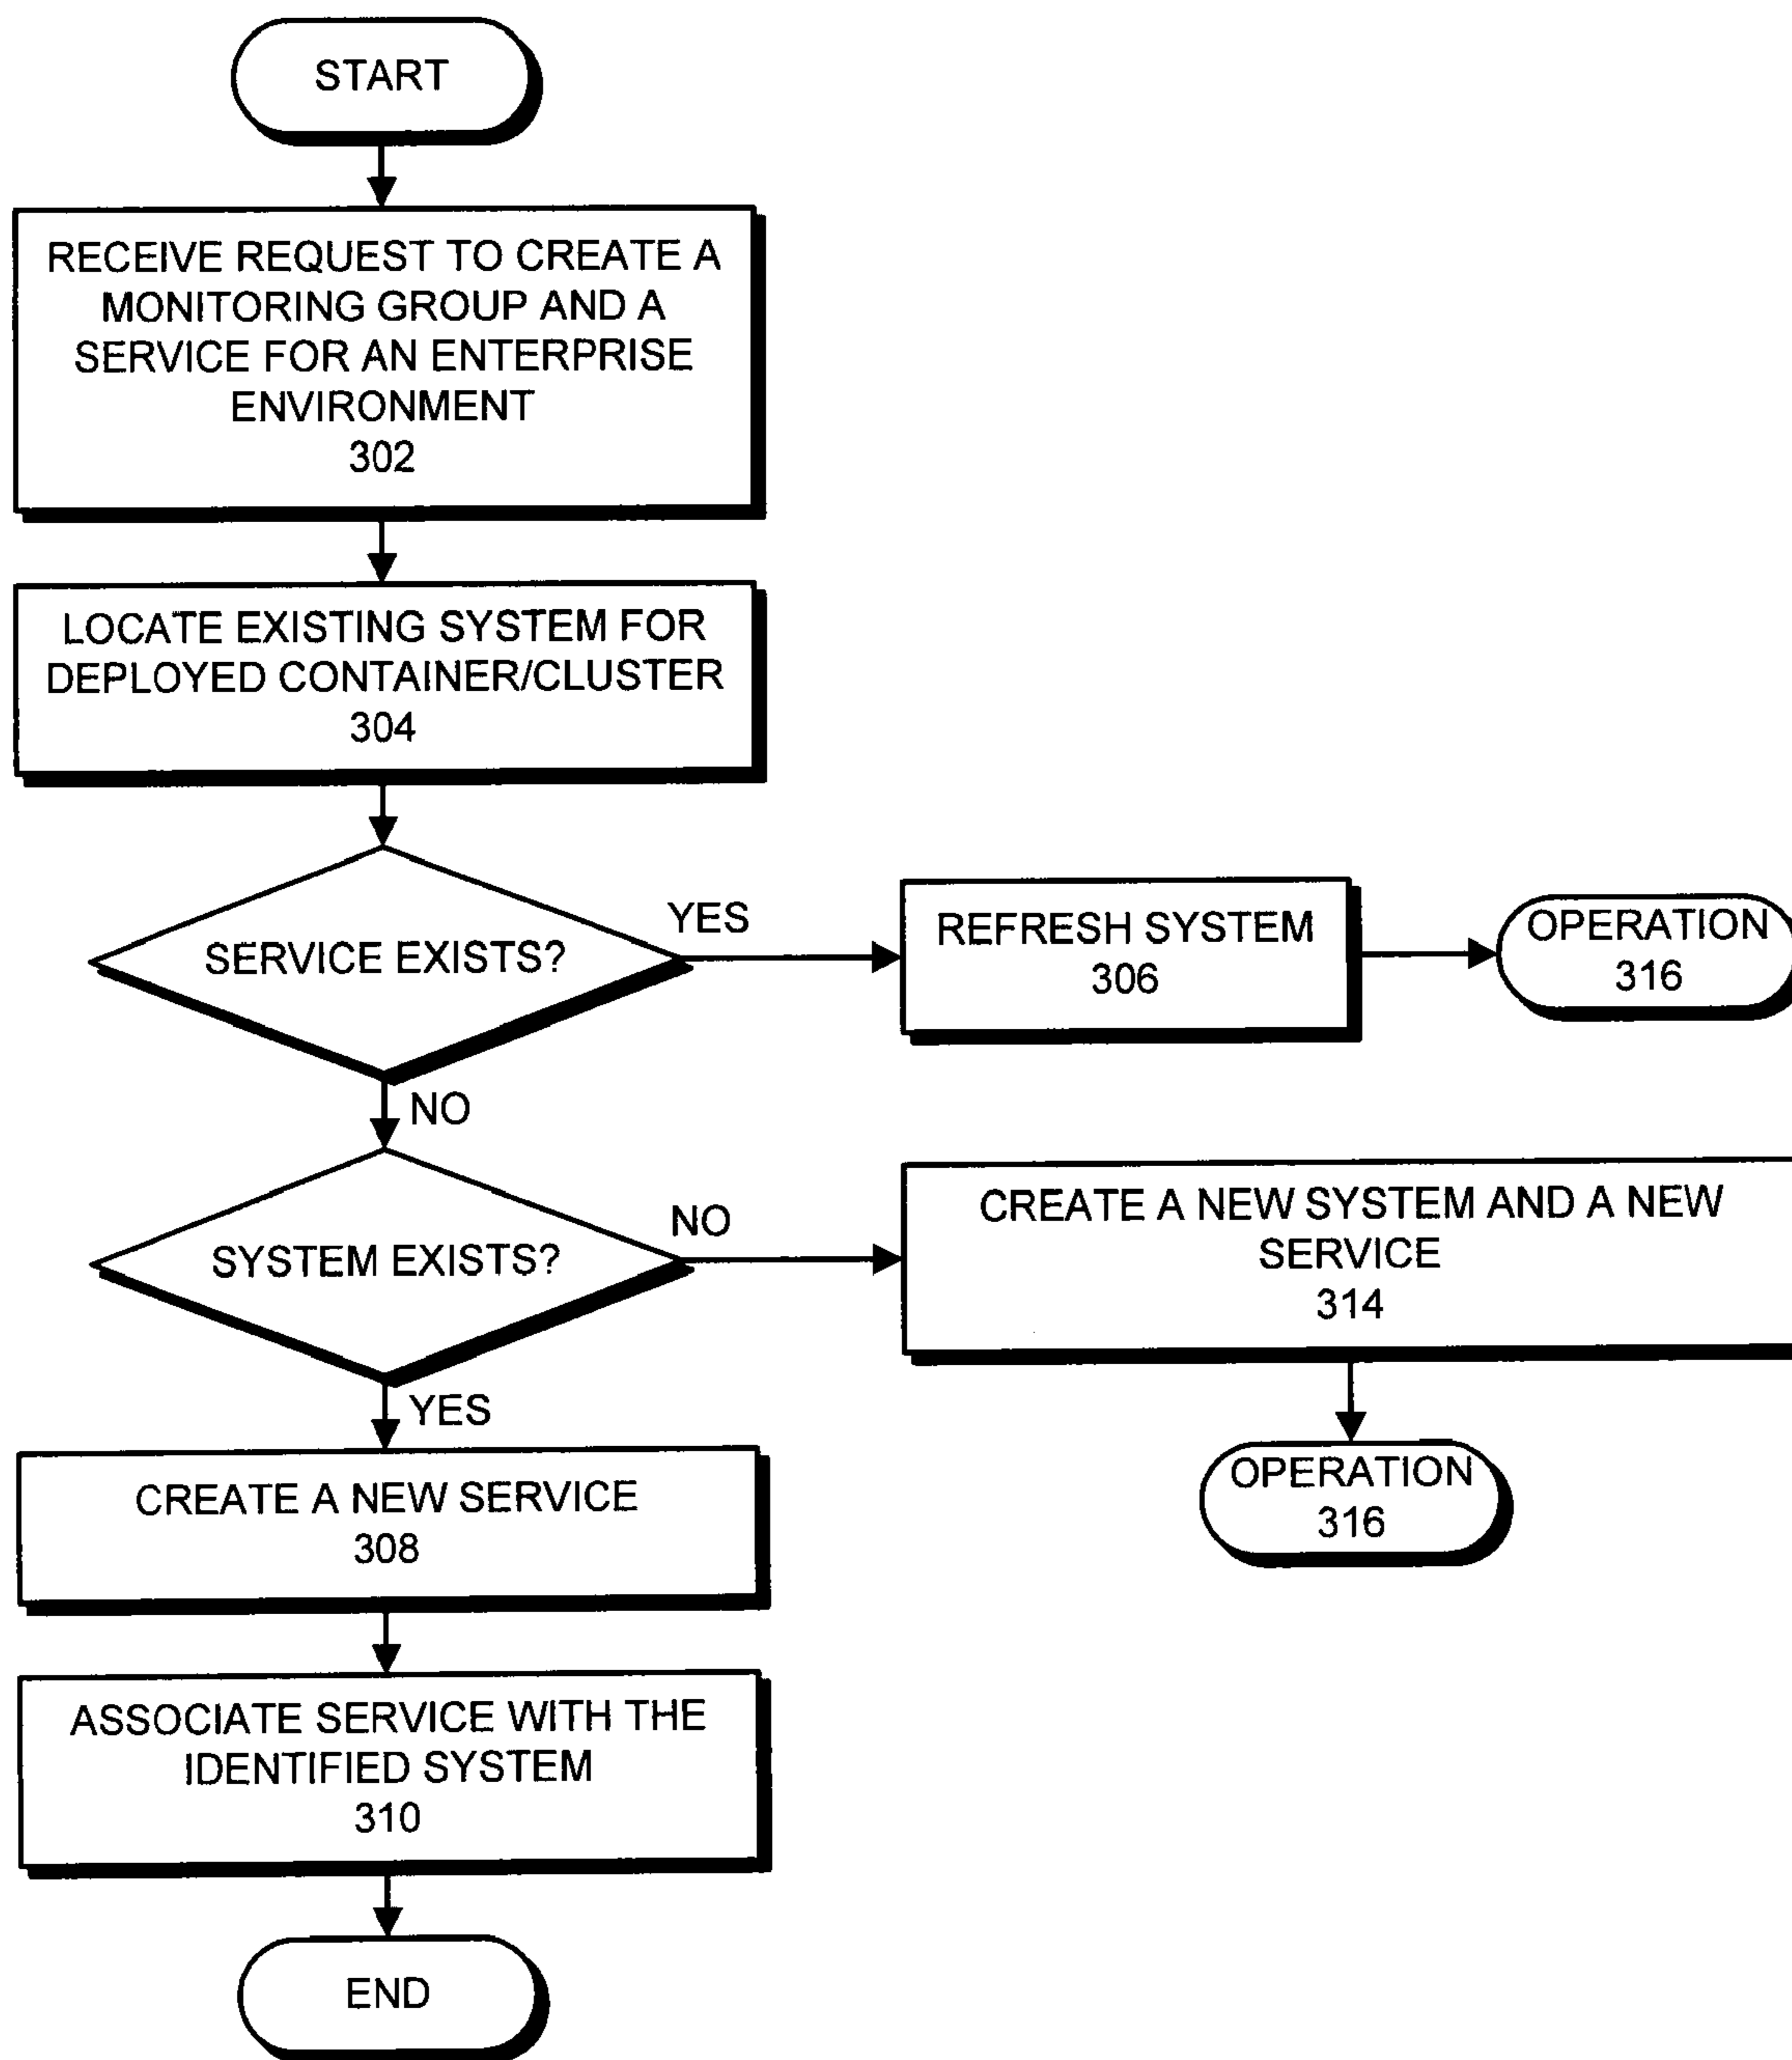 START
RECEIVE REQUEST TO CREATE A
MONITORING GROUP AND A
SERVICE FOR AN ENTERPRISE
ENVIRONMENT
302
LOCATE EXISTING SYSTEM FOR
DEPLOYED CONTAINER/CLUSTER
304
SERVICE EXISTS?
YES
REFRESH SYSTEM
306
OPERATION
316
NO
SYSTEM EXISTS?
NO
CREATE A NEW SYSTEM AND A NEW
SERVICE
314
OPERATION
316
YES
CREATE A NEW SERVICE
308
ASSOCIATE SERVICE WITH THE
IDENTIFIED SYSTEM
310
END